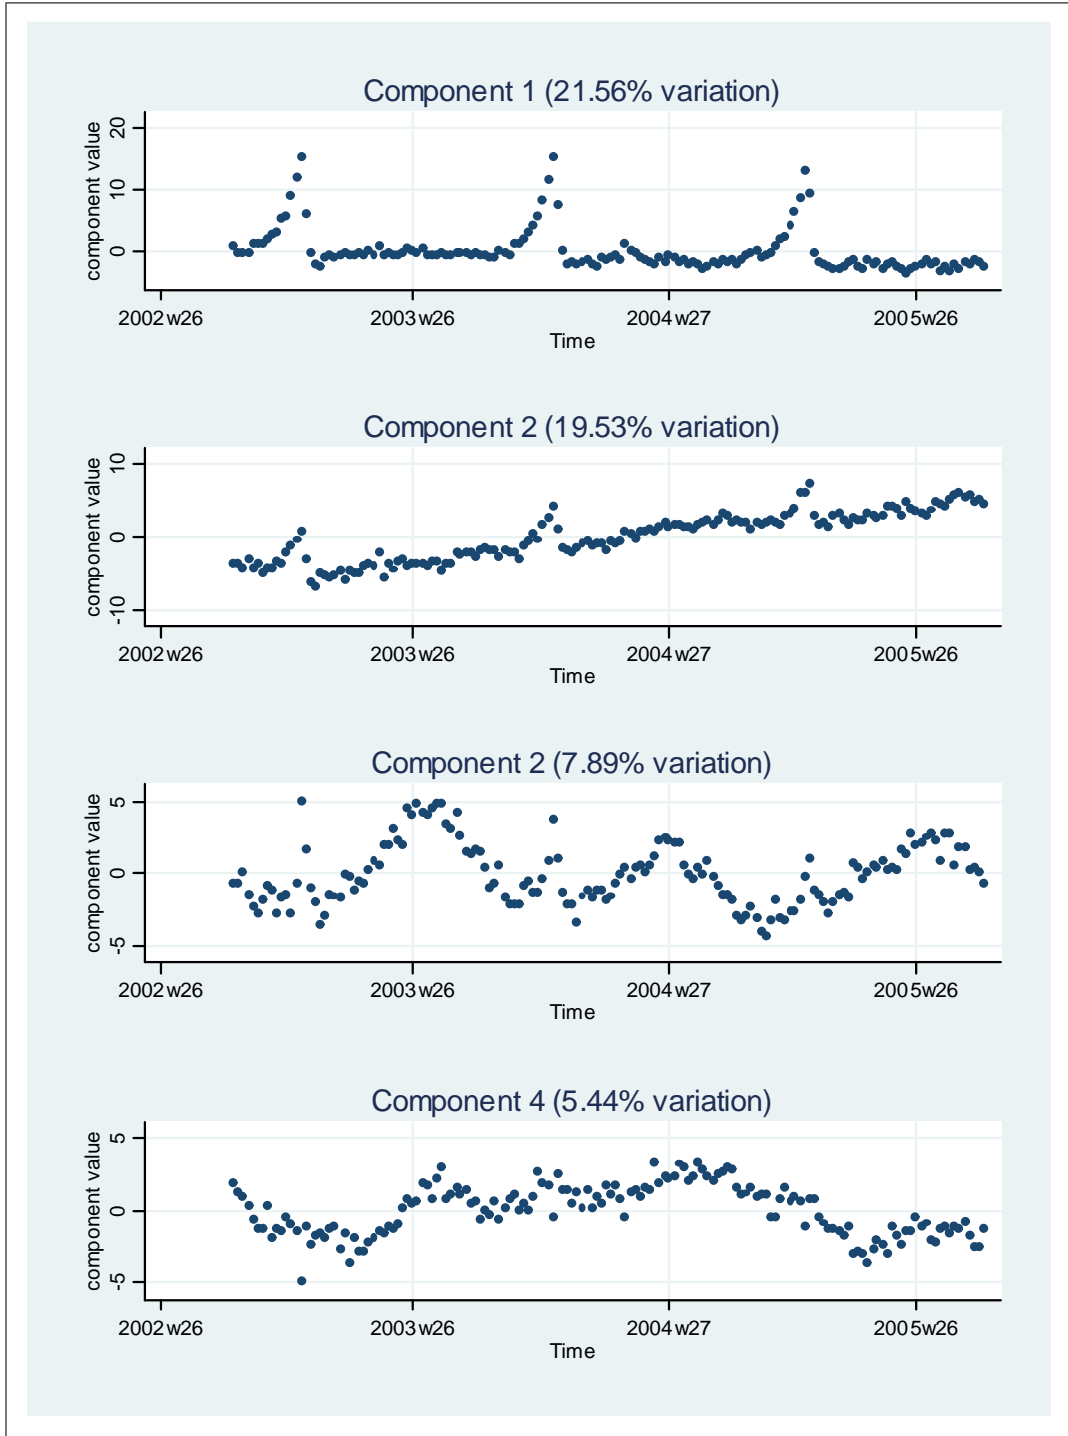 Component 1 (21.56% variation)
component value
20
10
0
2002w26 2003w26 2004w27 2005w26
Time
Component 2 (19.53% variation)
component value
10
0
-10
2002w26 2003w26 2004w27 2005w26
Time
Component 2 (7.89% variation)
component value
5
0
-5
2002w26 2003w26 2004w27 2005w26
Time
Component 4 (5.44% variation)
component value
5
0
-5
2002w26 2003w26 2004w27 2005w26
Time